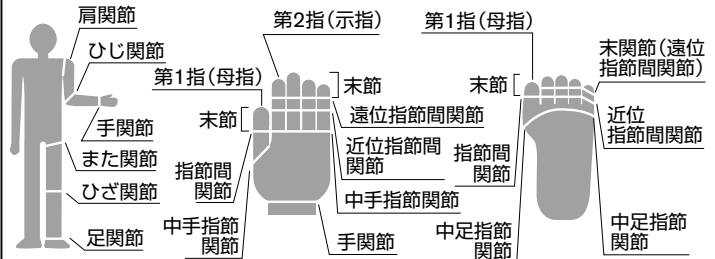 肩関節
ひじ関節
手関節
また関節
ひざ関節
足関節
第2指(示指)
第1指(母指)
末節
末節
遠位指節間関節
近位指節間
関節
指節間
関節
中手指節関節
中手指節
関節
手関節
第1指(母指)
末節
末関節(遠位
指節間関節)
近位
指節間関節
指節間
関節
中足指節
関節
中足指節
関節